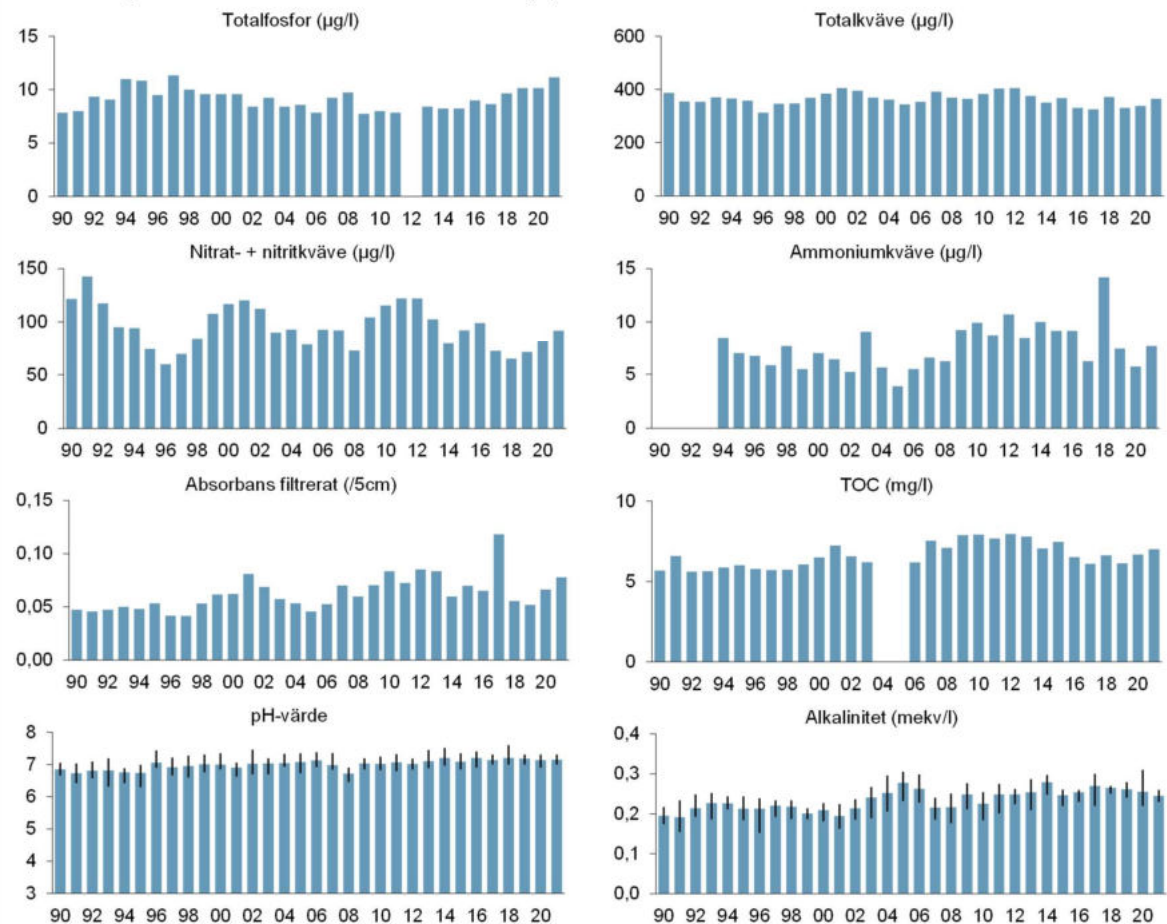 Totalfosfor (µg/l)
15
10
5
0
90 92 94 96 98 00 02 04 06 08 10 12 14 16 18 20
Totalkväve (µg/l)
600
400
200
0
90 92 94 96 98 00 02 04 06 08 10 12 14 16 18 20
Nitrat- + nitritkväve (µg/l)
150
100
50
0
90 92 94 96 98 00 02 04 06 08 10 12 14 16 18 20
Ammoniumkväve (µg/l)
15
10
5
0
90 92 94 96 98 00 02 04 06 08 10 12 14 16 18 20
Absorbans filtrerat (/5cm)
0,15
0,10
0,05
0,00
90 92 94 96 98 00 02 04 06 08 10 12 14 16 18 20
TOC (mg/l)
10
5
0
90 92 94 96 98 00 02 04 06 08 10 12 14 16 18 20
pH-värde
8
7
6
5
4
3
90 92 94 96 98 00 02 04 06 08 10 12 14 16 18 20
Alkalinitet (mekv/l)
0,4
0,3
0,2
0,1
0,0
90 92 94 96 98 00 02 04 06 08 10 12 14 16 18 20